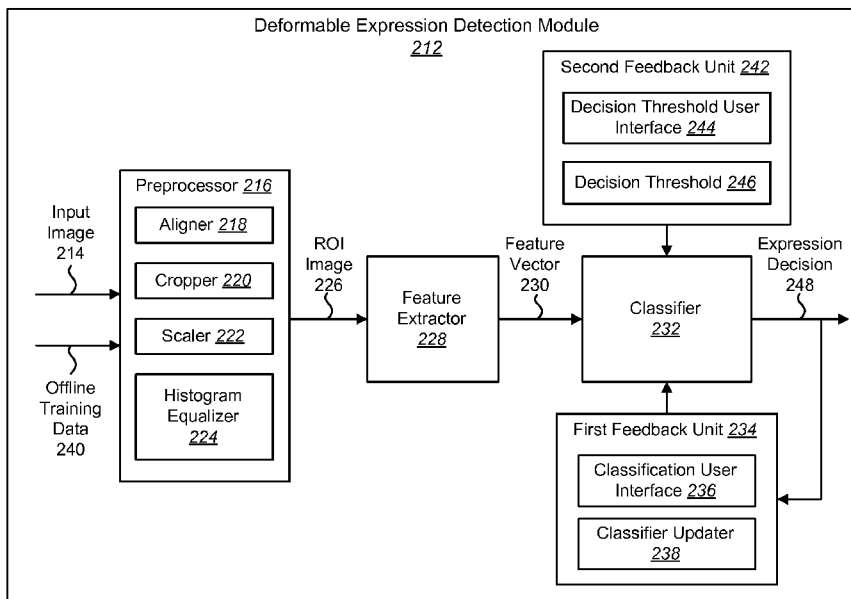 Deformable Expression Detection Module
212
Second Feedback Unit 242
Decision Threshold User
Interface 244
Decision Threshold 246
Preprocessor 216
Aligner 218
Cropper 220
Scaler 222
Histogram
Equalizer
224
Input
Image
214
Offline
Training
Data
240
ROI
Image
226
Feature
Extractor
228
Feature
Vector
230
Classifier
232
Expression
Decision
248
First Feedback Unit 234
Classification User
Interface 236
Classifier Updater
238